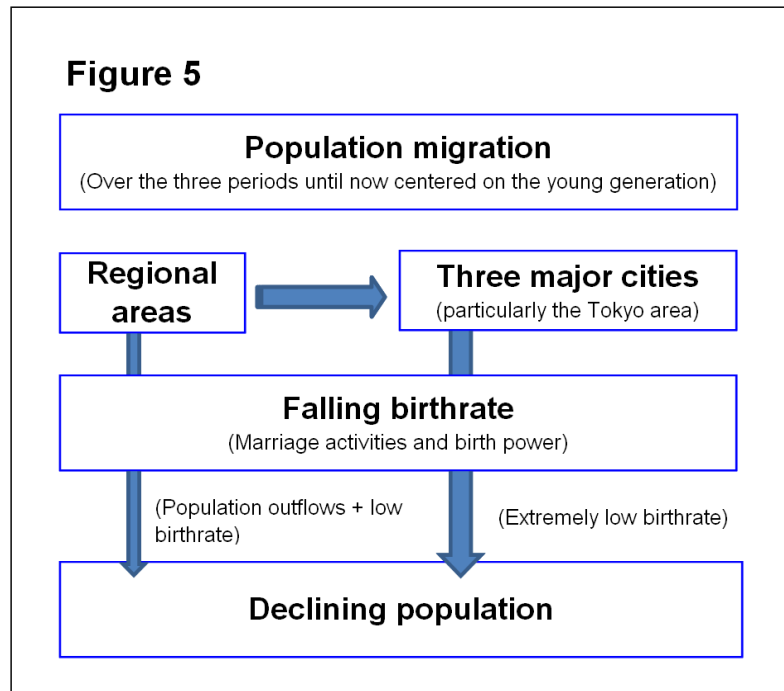 Figure 5
Population migration
(Over the three periods until now centered on the young generation)
Regional
areas
Three major cities
(particularly the Tokyo area)
Falling birthrate
(Marriage activities and birth power)
(Population outflows + low
birthrate)
(Extremely low birthrate)
Declining population